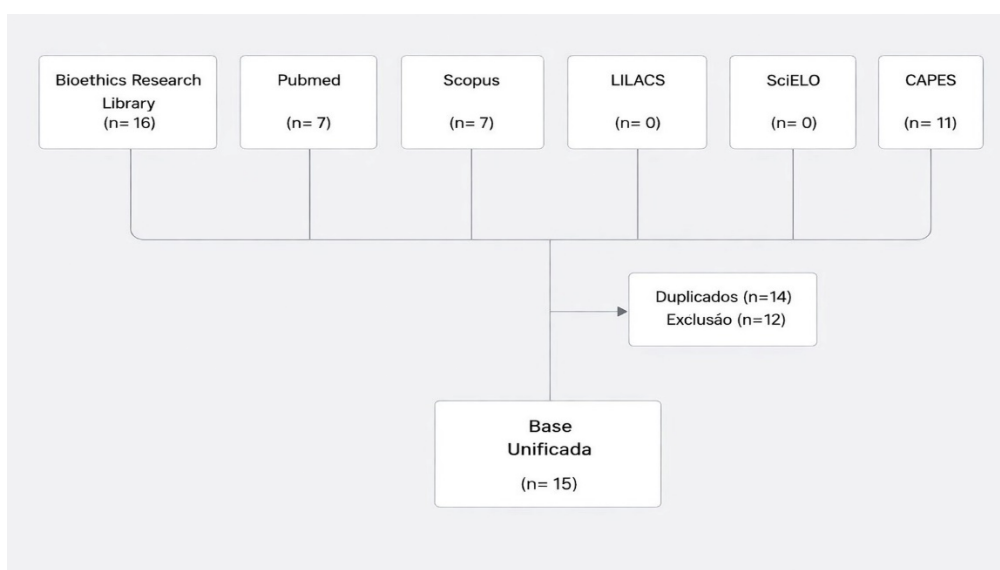 Bioethics Research
Library
(n= 16)
Pubmed
(n= 7)
Scopus
(n= 7)
LILACS
(n= 0)
SciELO
(n= 0)
CAPES
(n= 11)
Duplicados (n=14)
Exclusáo (n=12)
Base
Unificada
(n= 15)